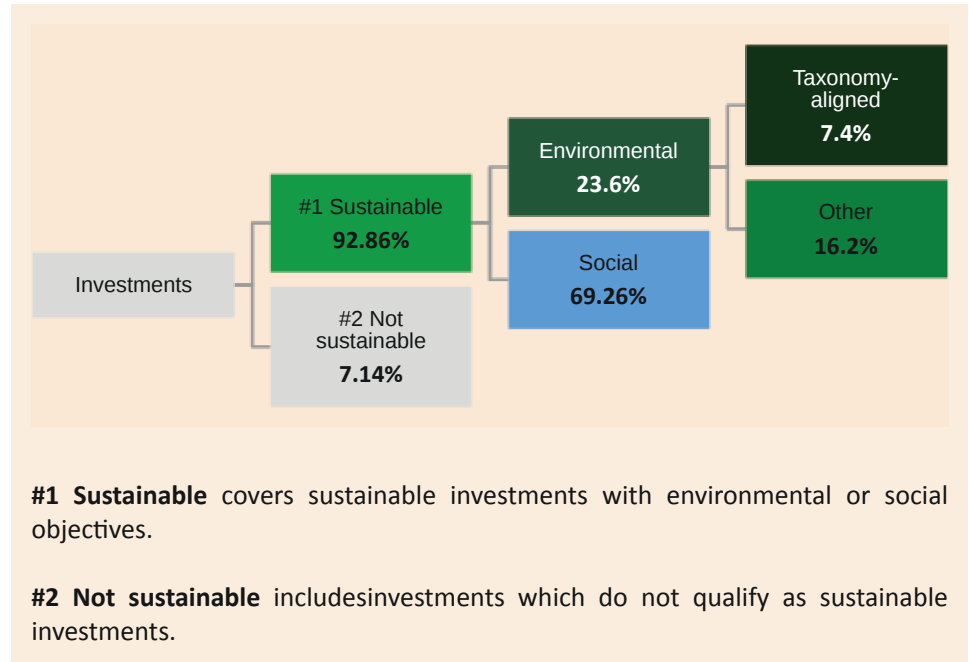 Investments
#1 Sustainable
92.86%
#2 Not
sustainable
7.14%
Environmental
23.6%
Social
69.26%
Taxonomy-
aligned
7.4%
Other
16.2%
#1 Sustainable covers sustainable investments with environmental or social
objectives.
#2 Not sustainable includesinvestments which do not qualify as sustainable
investments.